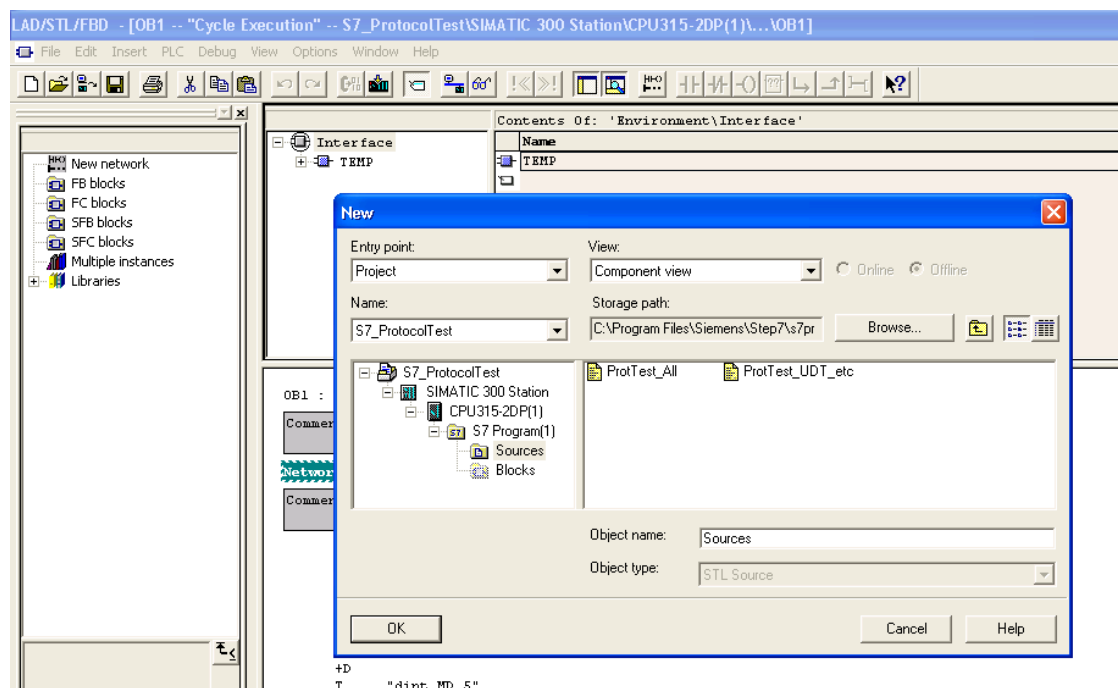 LAD/STL/FBD - [OB1 -- "Cycle Execution" -- S7_ProtocolTest\SIMATIC 300 Station\CPU315-2DP(1)\...\OB1]
File Edit Insert PLC Debug View Options Window Help
Contents Of: 'Environment\Interface'
Interface
Name
TEMP
TEMP
New network
FB blocks
FC blocks
SFB blocks
SFC blocks
Multiple instances
Libraries
New
Entry point:
View:
Project
Component view
Online
Offline
Name:
Storage path:
S7_ProtocolTest
C:\Program Files\Siemens\Step7\s7pr
Browse...
S7_ProtocolTest
SIMATIC 300 Station
CPU315-2DP(1)
S7 Program(1)
Sources
Blocks
ProtTest_All
ProtTest_UDT_etc
Object name:
Sources
Object type:
STL Source
OK
Cancel
Help
OB1 :
Commer
Networ
Commer
+D
T "dint_MD_5"